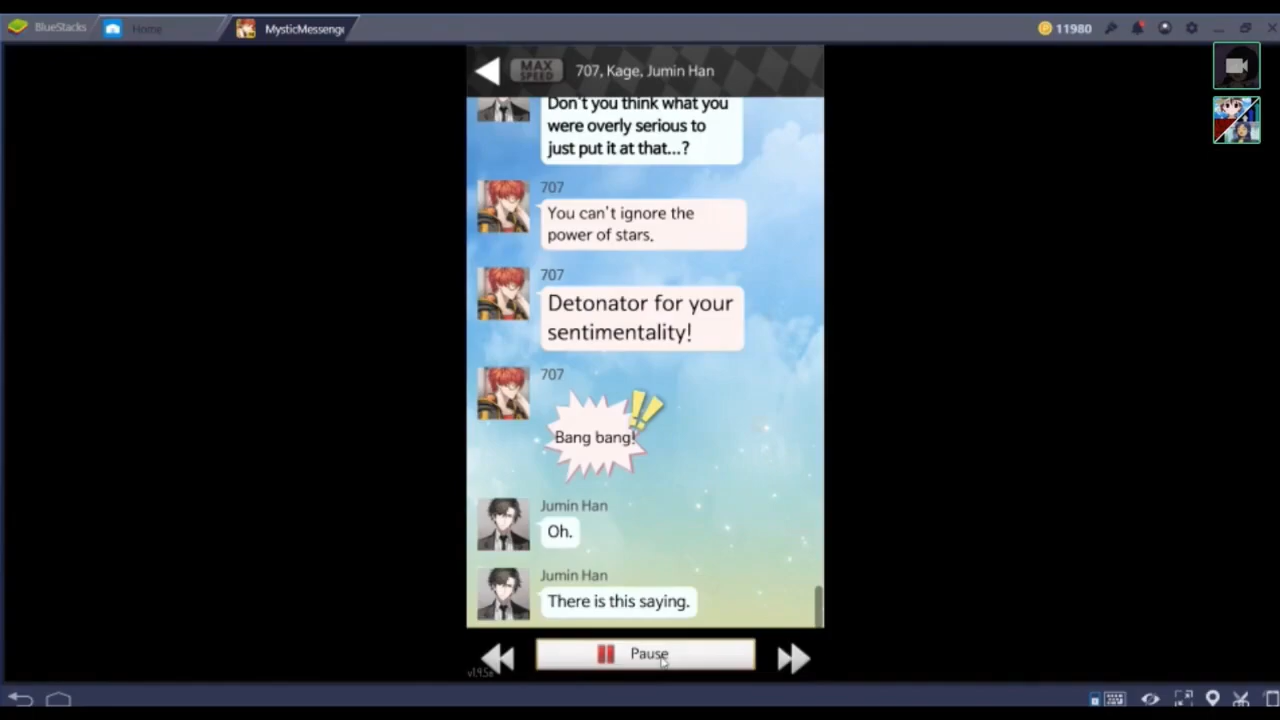 BlueStacks
Home
MysticMesseng
11980
MAX
SPEED
707, Kage, Jumin Han
Don't you think what you
were overly serious to
just put it at that...?
707
You can't ignore the
power of stars.
707
Detonator for your
sentimentality!
707
Bang bang!
Jumin Han
Oh.
Jumin Han
There is this saying.
Pause